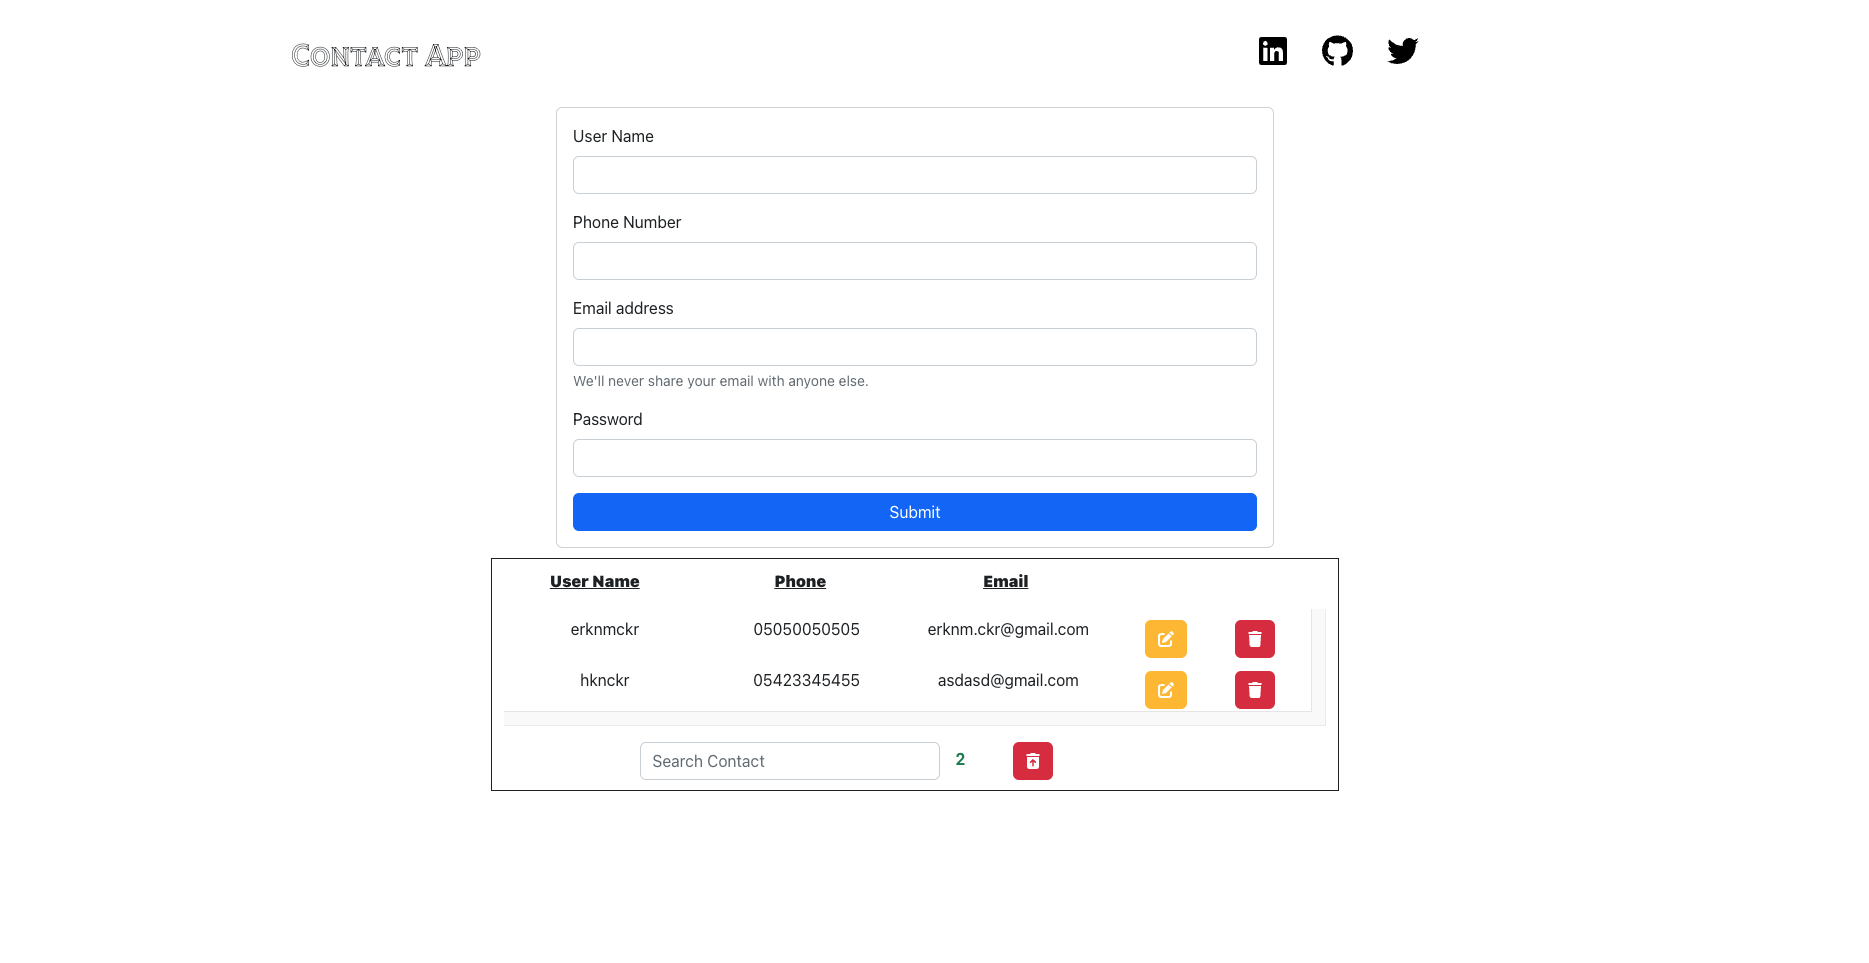 Contact App
User Name
Phone Number
Email address
We'll never share your email with anyone else.
Password
Submit
User Name Phone Email
erknmckr 05050050505 erknm.ckr@gmail.com
hknckr 05423345455 asdasd@gmail.com
Search Contact 2